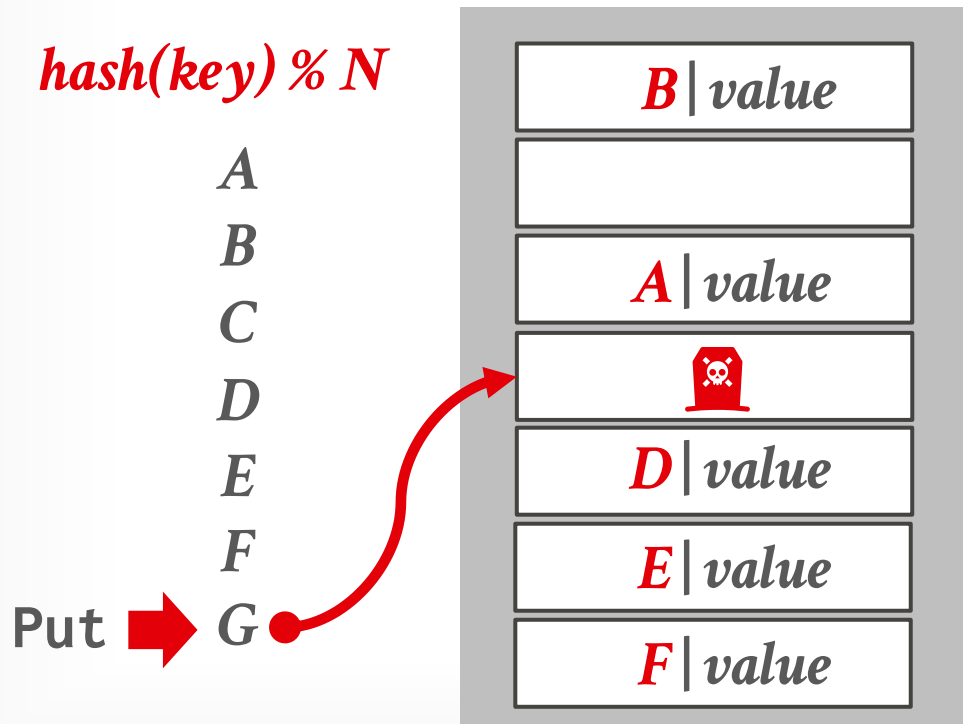 hash(key) % N
A
B
C
D
E
F
Put G
B|value
A|value
D|value
E|value
F|value